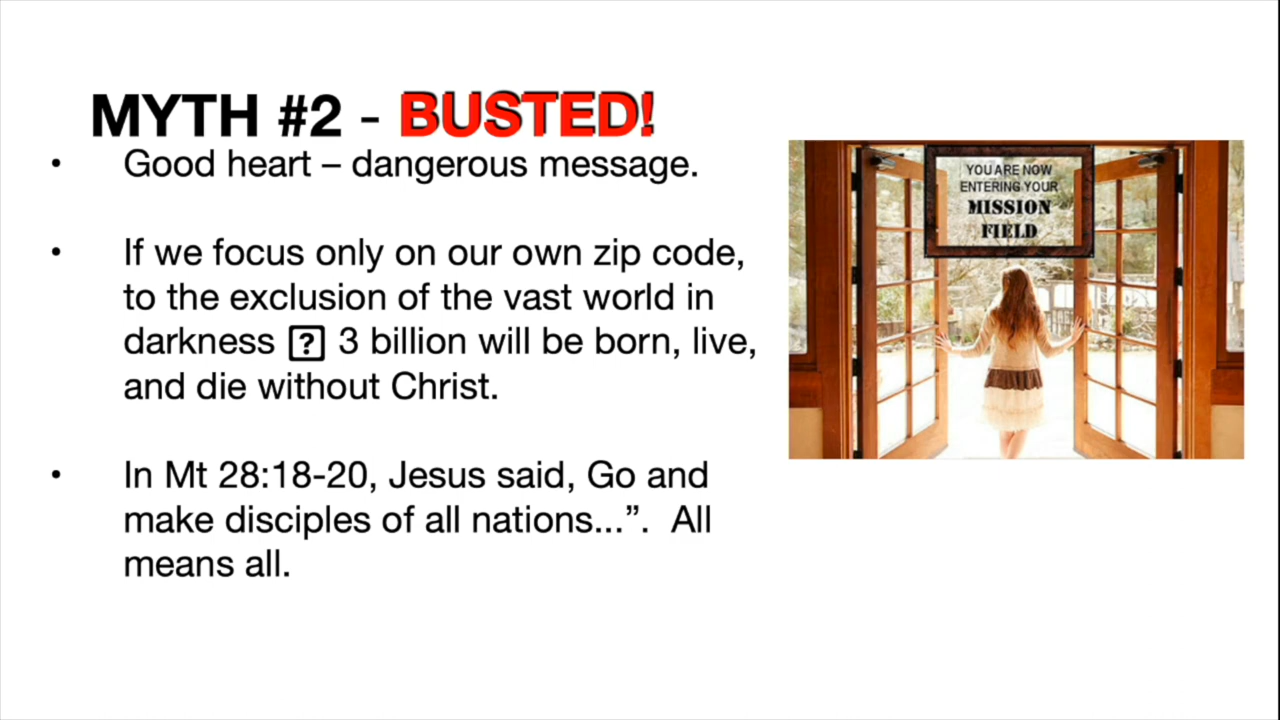 MYTH #2 - BUSTED!
• Good heart – dangerous message.
• If we focus only on our own zip code,
to the exclusion of the vast world in
darkness ⍰ 3 billion will be born, live,
and die without Christ.
• In Mt 28:18-20, Jesus said, Go and
make disciples of all nations...”. All
means all.
YOU ARE NOW
ENTERING YOUR
MISSION
FIELD